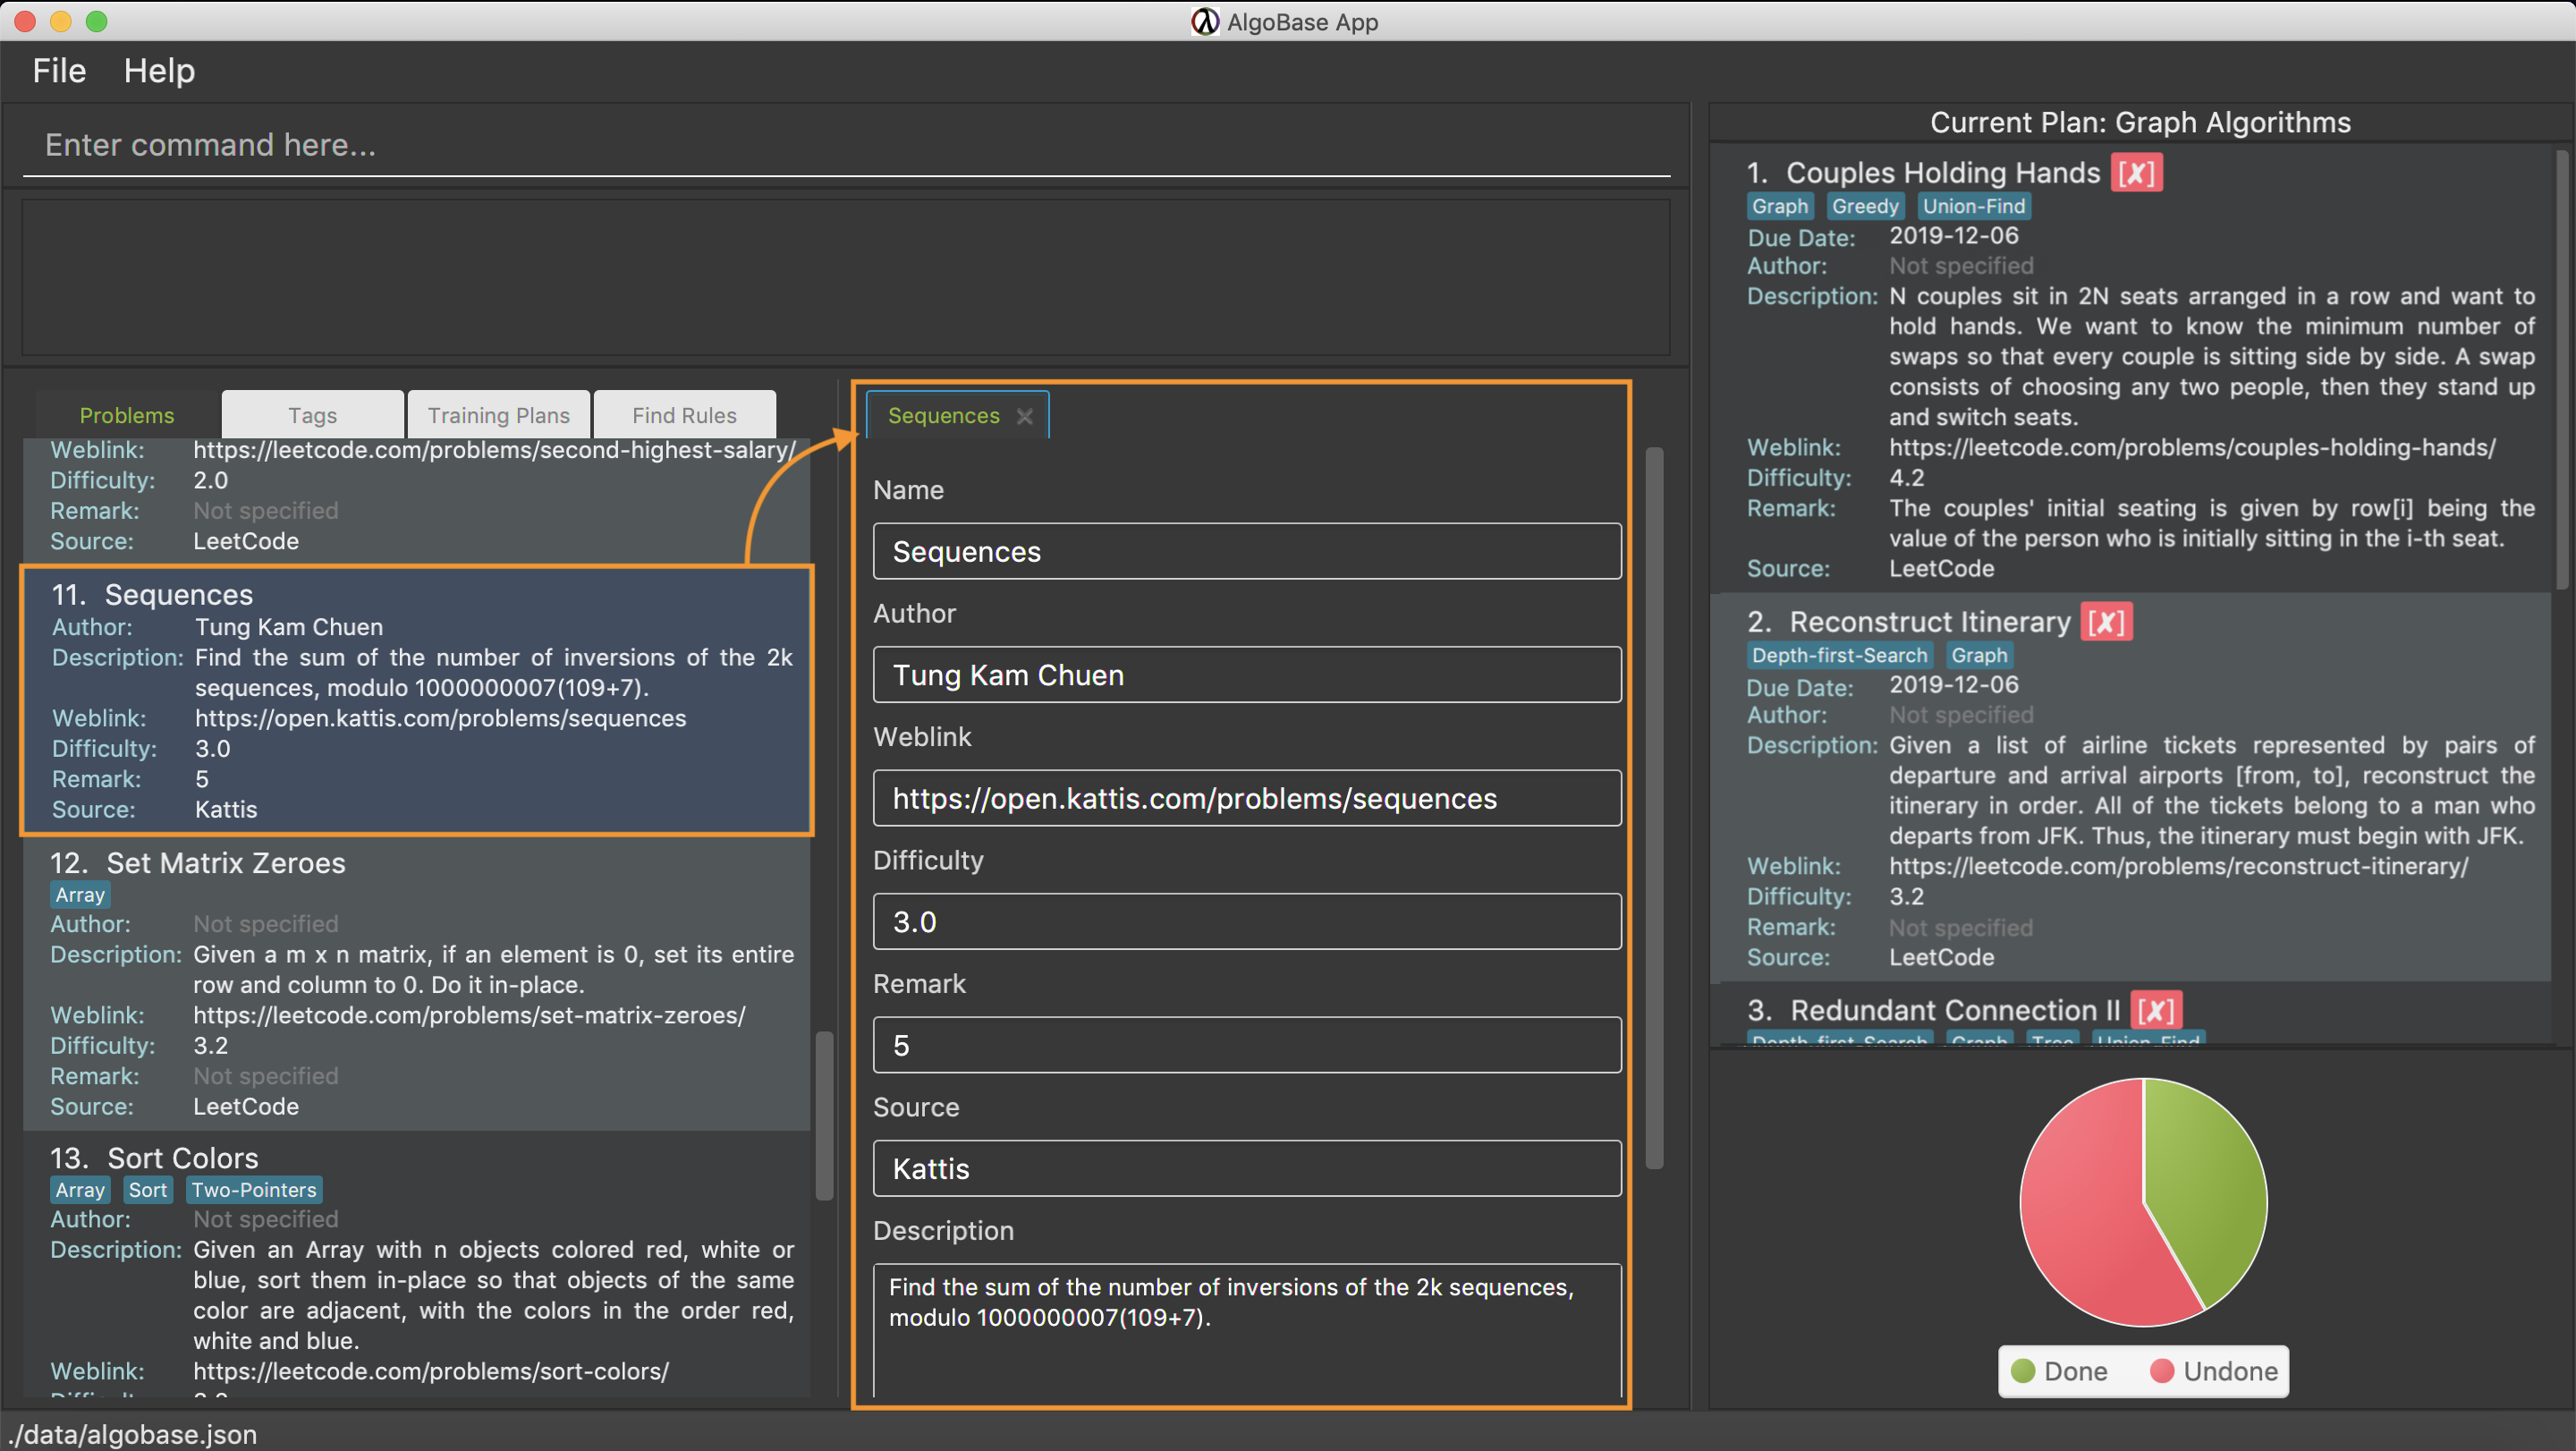 AlgoBase App
File Help
Enter command here...
Problems Tags Training Plans Find Rules
Weblink: https://leetcode.com/problems/second-highest-salary/
Difficulty: 2.0
Remark: Not specified
Source: LeetCode
11. Sequences
Author: Tung Kam Chuen
Description: Find the sum of the number of inversions of the 2k
sequences, modulo 1000000007(109+7).
Weblink: https://open.kattis.com/problems/sequences
Difficulty: 3.0
Remark: 5
Source: Kattis
12. Set Matrix Zeroes
Array
Author: Not specified
Description: Given a m x n matrix, if an element is 0, set its entire
row and column to 0. Do it in-place.
Weblink: https://leetcode.com/problems/set-matrix-zeroes/
Difficulty: 3.2
Remark: Not specified
Source: LeetCode
13. Sort Colors
Array Sort Two-Pointers
Author: Not specified
Description: Given an Array with n objects colored red, white or
blue, sort them in-place so that objects of the same
color are adjacent, with the colors in the order red,
white and blue.
Weblink: https://leetcode.com/problems/sort-colors/
Sequences
Name
Sequences
Author
Tung Kam Chuen
Weblink
https://open.kattis.com/problems/sequences
Difficulty
3.0
Remark
5
Source
Kattis
Description
Find the sum of the number of inversions of the 2k sequences,
modulo 1000000007(109+7).
Current Plan: Graph Algorithms
1. Couples Holding Hands [✗]
Graph Greedy Union-Find
Due Date: 2019-12-06
Author: Not specified
Description: N couples sit in 2N seats arranged in a row and want to
hold hands. We want to know the minimum number of
swaps so that every couple is sitting side by side. A swap
consists of choosing any two people, then they stand up
and switch seats.
Weblink: https://leetcode.com/problems/couples-holding-hands/
Difficulty: 4.2
Remark: The couples' initial seating is given by row[i] being the
value of the person who is initially sitting in the i-th seat.
Source: LeetCode
2. Reconstruct Itinerary [✗]
Depth-first-Search Graph
Due Date: 2019-12-06
Author: Not specified
Description: Given a list of airline tickets represented by pairs of
departure and arrival airports [from, to], reconstruct the
itinerary in order. All of the tickets belong to a man who
departs from JFK. Thus, the itinerary must begin with JFK.
Weblink: https://leetcode.com/problems/reconstruct-itinerary/
Difficulty: 3.2
Remark: Not specified
Source: LeetCode
3. Redundant Connection II [✗]
Depth-first-Search Graph Tree Union-Find
Done Undone
./data/algobase.json